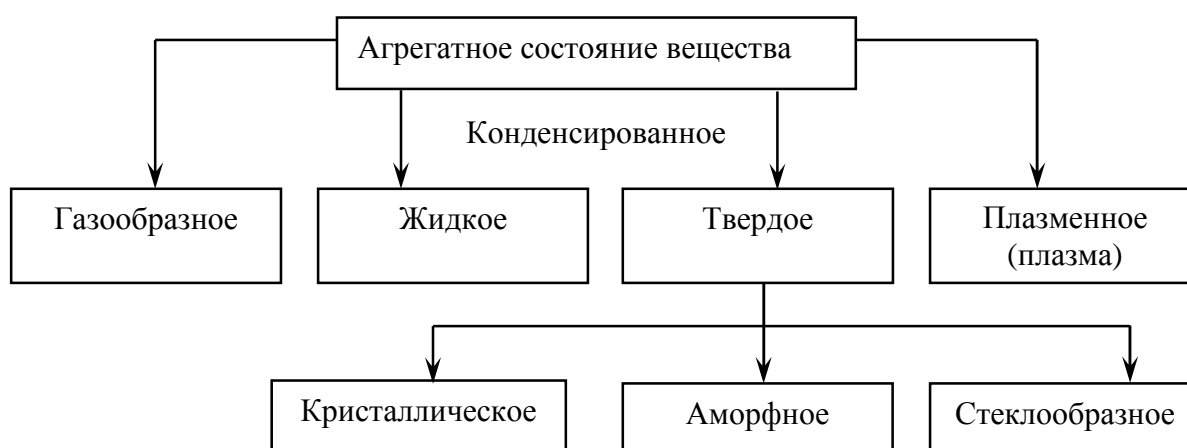 Агрегатное состояние вещества
Конденсированное
Газообразное
Жидкое
Твердое
Плазменное
(плазма)
Кристаллическое
Аморфное
Стеклообразное